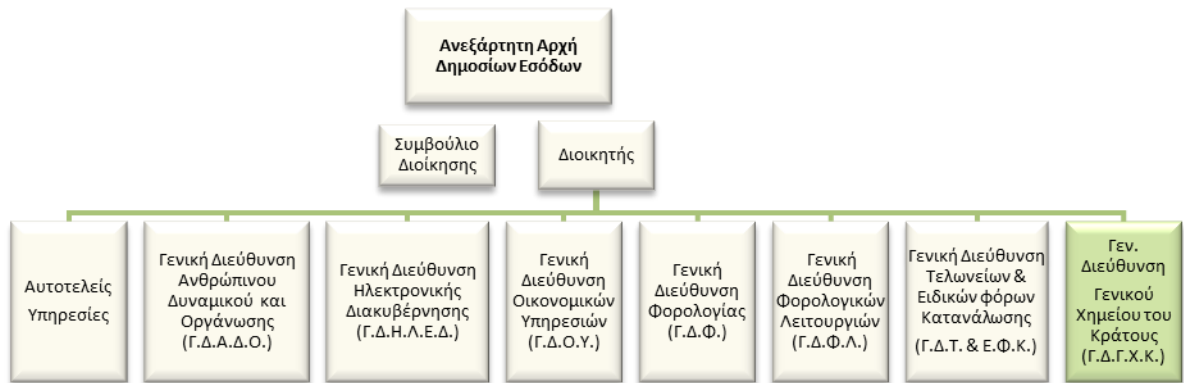 Ανεξάρτητη Αρχή
Δημοσίων Εσόδων
Συμβούλιο
Διοίκησης
Διοικητής
Αυτοτελείς
Υπηρεσίες
Γενική Διεύθυνση
Ανθρώπινου
Δυναμικού και
Οργάνωσης
(Γ.Δ.Α.Δ.Ο.)
Γενική Διεύθυνση
Ηλεκτρονικής
Διακυβέρνησης
(Γ.Δ.Η.Λ.Ε.Δ.)
Γενική
Διεύθυνση
Οικονομικών
Υπηρεσιών
(Γ.Δ.Ο.Υ.)
Γενική
Διεύθυνση
Φορολογίας
(Γ.Δ.Φ.)
Γενική
Διεύθυνση
Φορολογικών
Λειτουργιών
(Γ.Δ.Φ.Λ.)
Γενική Διεύθυνση
Τελωνείων &
Ειδικών φόρων
Κατανάλωσης
(Γ.Δ.Τ. & Ε.Φ.Κ.)
Γεν.
Διεύθυνση
Γενικού
Χημείου του
Κράτους
(Γ.Δ.Γ.Χ.Κ.)